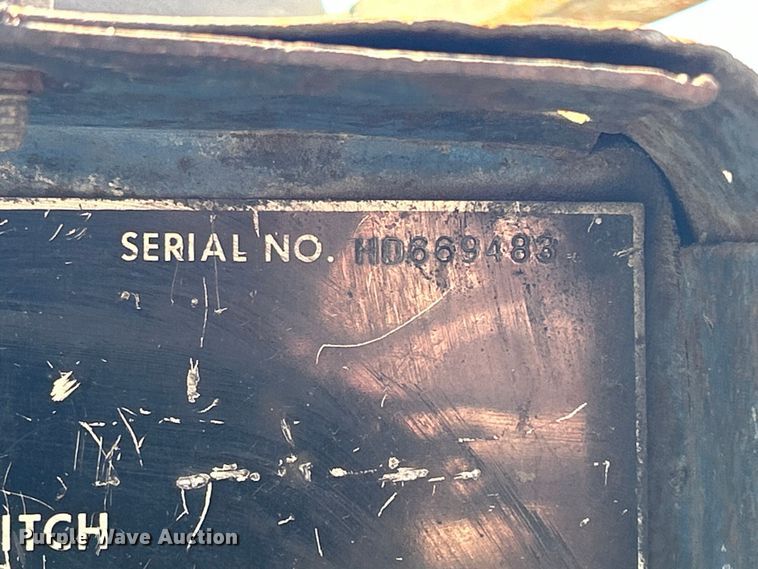 SERIAL NO. HD669483
ITCH
Purple Wave Auction